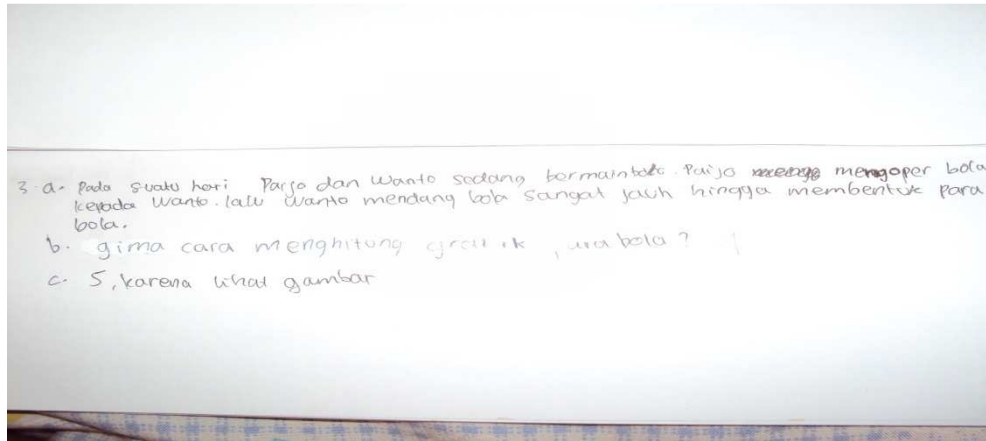 3 a. Pada suatu hari Parjo dan Wanto sedang bermain bola. Paijo mengoper bola
kepada Wanto. lalu Wanto mendang bola sangat jauh hingga membentuk para
bola.
b. gima cara menghitung grafik bola?
c. 5, karena lihat gambar